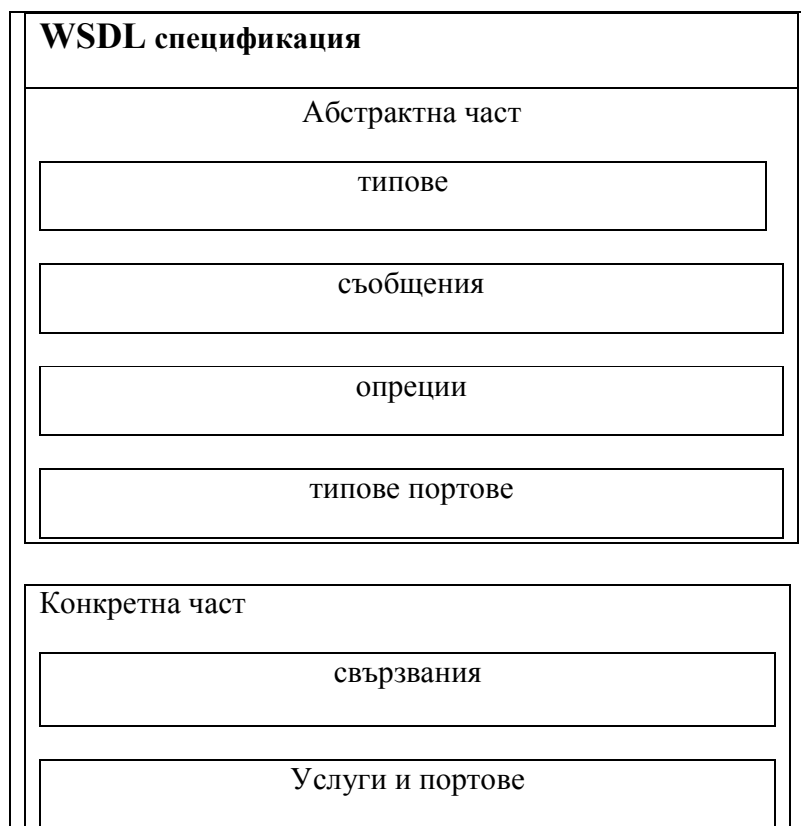 WSDL спецификация
Абстрактна част
типове
съобщения
опреции
типове портове
Конкретна част
свързвания
Услуги и портове